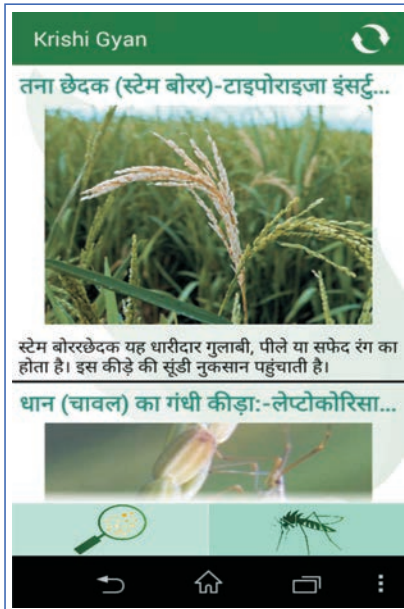 Krishi Gyan
तना छेदक (स्टेम बोरर)-टाइपोराइजा इंसर्टु...
स्टेम बोररछेदक यह धारीदार गुलाबी, पीले या सफेद रंग का
होता है। इस कीड़े की सूंडी नुकसान पहुंचाती है।
धान (चावल) का गंधी कीड़ा:-लेप्टोकोरिसा...